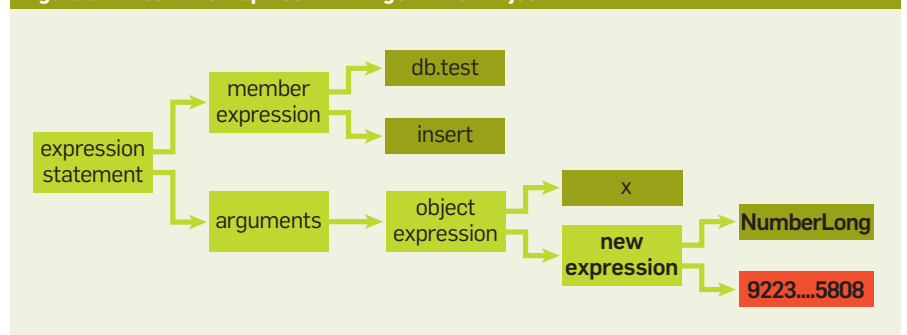 db.test
member
expression
insert
expression
statement
x
object
expression
arguments
NumberLong
new
expression
9223....5808